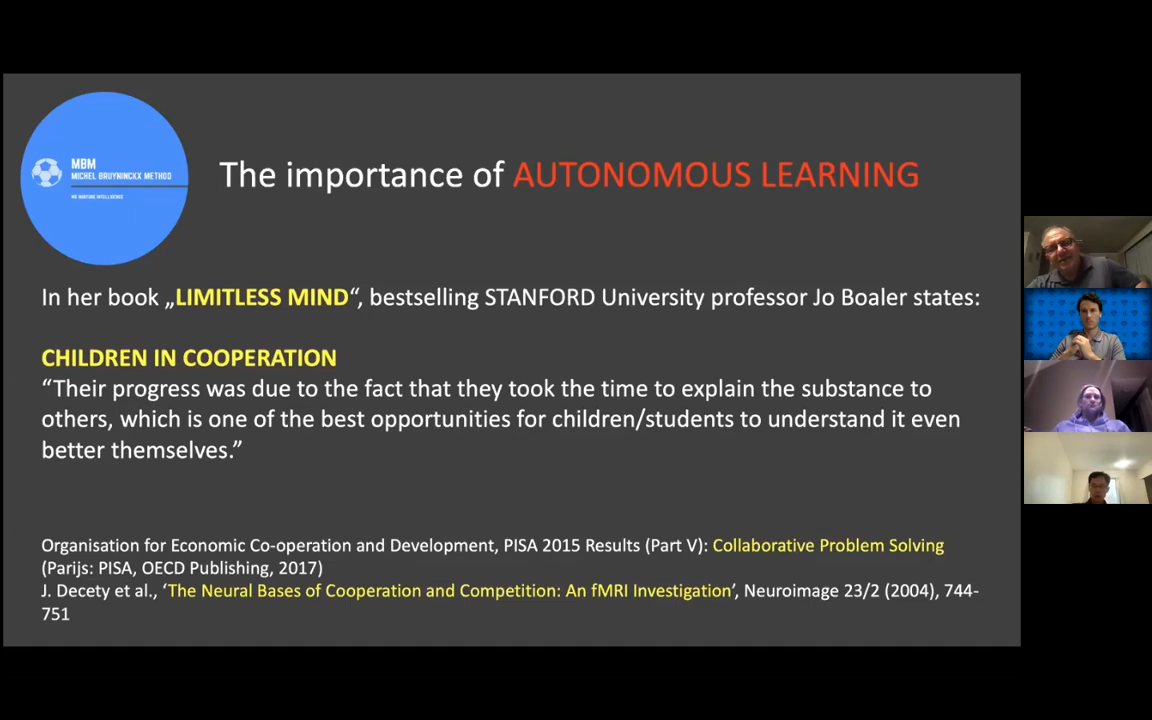 MBM
MICHEL BRUYNINCKX METHOD
WE NURTURE INTELLIGENCE
The importance of AUTONOMOUS LEARNING
In her book „LIMITLESS MIND“, bestselling STANFORD University professor Jo Boaler states:
CHILDREN IN COOPERATION
“Their progress was due to the fact that they took the time to explain the substance to
others, which is one of the best opportunities for children/students to understand it even
better themselves.”
Organisation for Economic Co-operation and Development, PISA 2015 Results (Part V): Collaborative Problem Solving
(Parijs: PISA, OECD Publishing, 2017)
J. Decety et al., ‘The Neural Bases of Cooperation and Competition: An fMRI Investigation’, Neuroimage 23/2 (2004), 744-
751